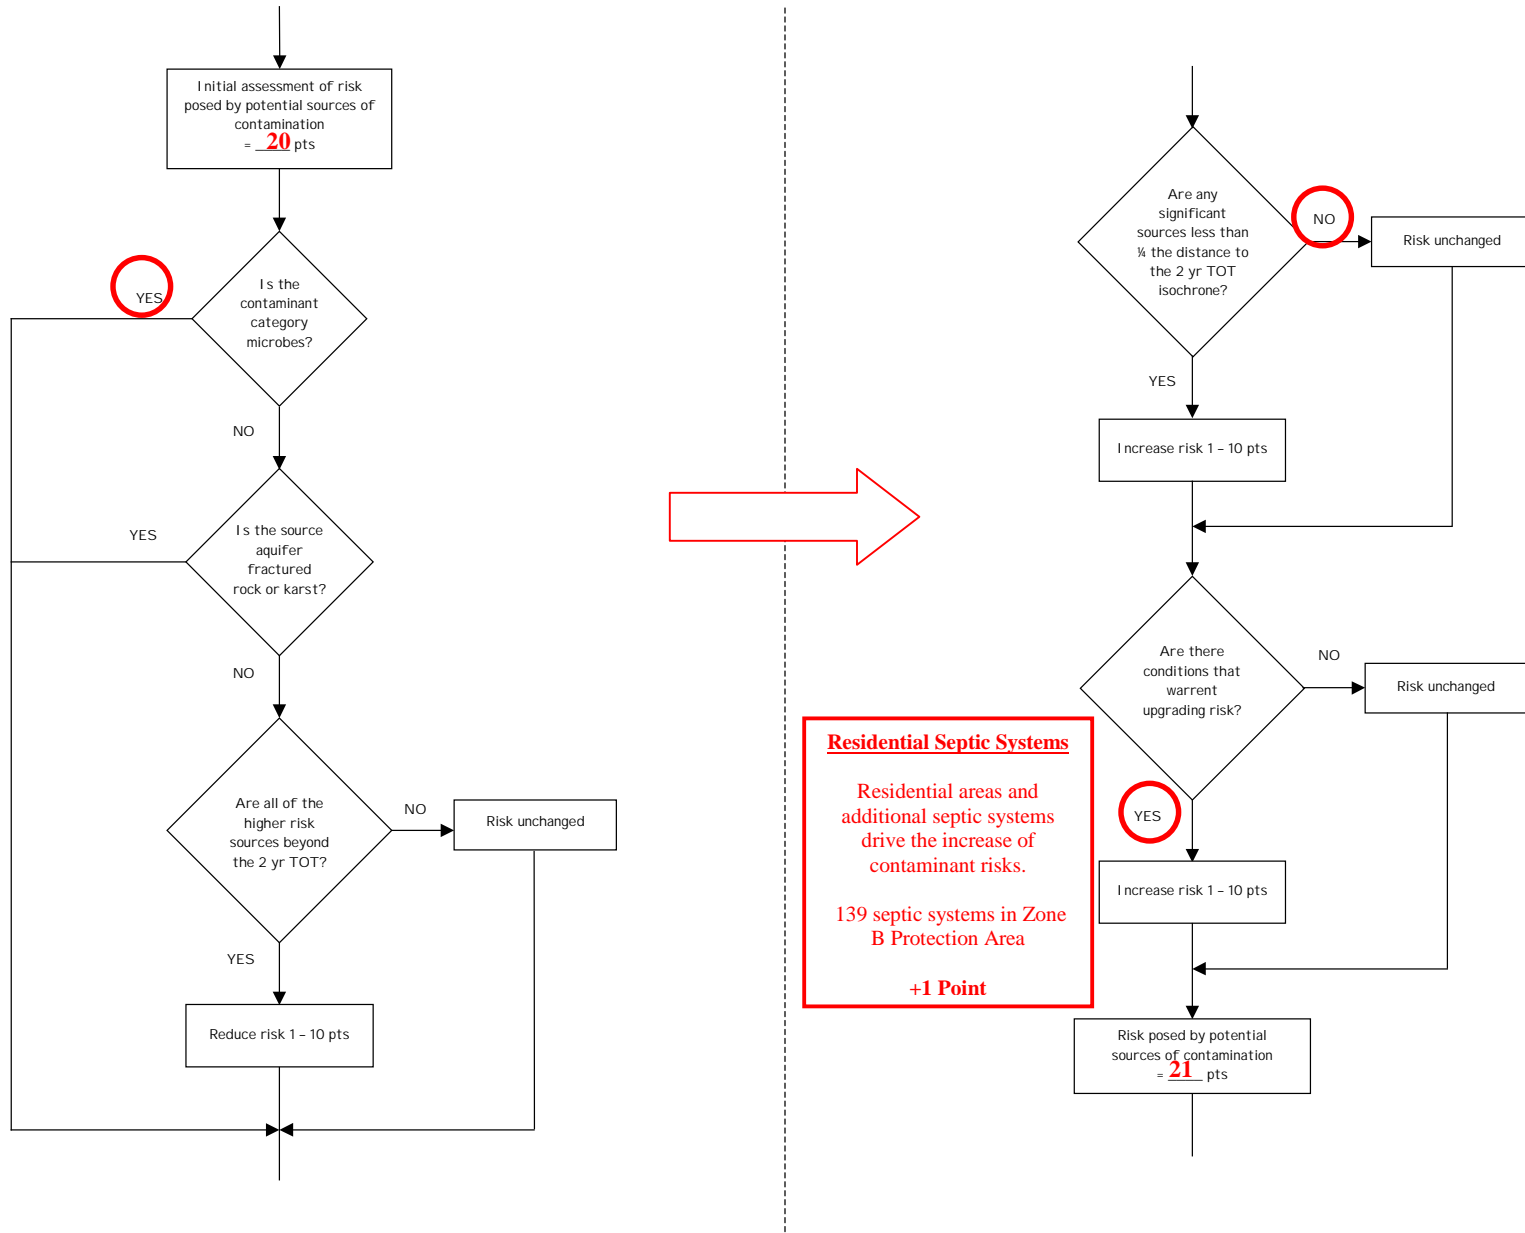 Initial assessment of risk
posed by potential sources of
contamination
= 20 pts
Is the
contaminant
category
microbes?
YES
NO
Is the source
aquifer
fractured
rock or karst?
YES
NO
Are all of the
higher risk
sources beyond
the 2 yr TOT?
NO
Risk unchanged
YES
Reduce risk 1 – 10 pts
Are any
significant
sources less than
¼ the distance to
the 2 yr TOT
isochrone?
NO
Risk unchanged
YES
Increase risk 1 – 10 pts
Are there
conditions that
warrent
upgrading risk?
NO
Risk unchanged
YES
Residential Septic Systems
Residential areas and
additional septic systems
drive the increase of
contaminant risks.
139 septic systems in Zone
B Protection Area
+1 Point
Increase risk 1 – 10 pts
Risk posed by potential
sources of contamination
= 21 pts